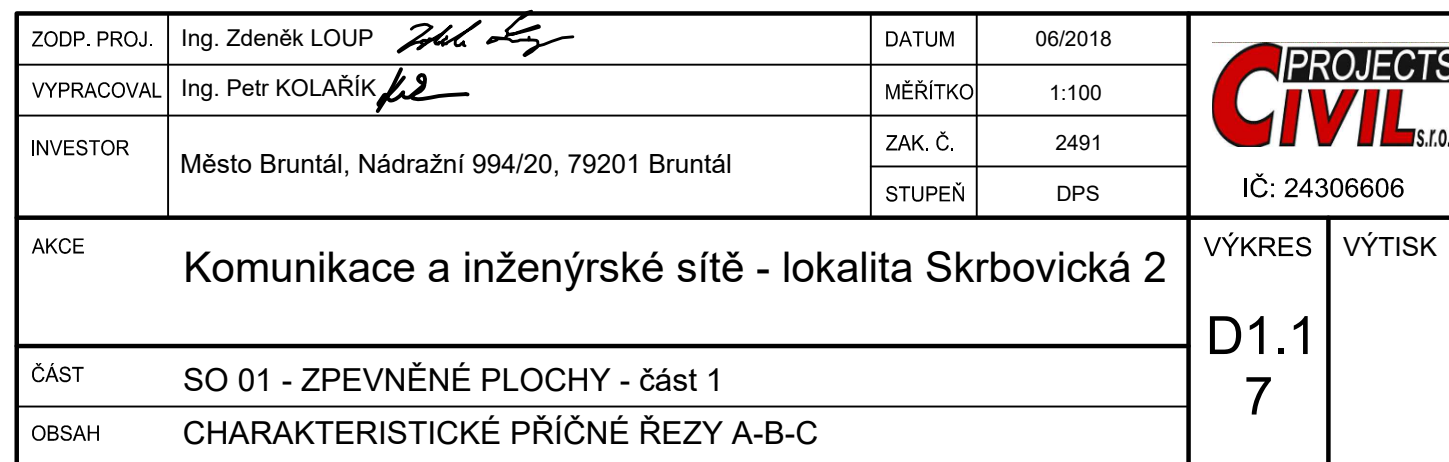 ZODP. PROJ. Ing. Zdeněk LOUP DATUM 06/2018
VYPRACOVAL Ing. Petr KOLAŘÍK MĚŘÍTKO 1:100
INVESTOR Město Bruntál, Nádražní 994/20, 79201 Bruntál ZAK. Č. 2491
STUPEŇ DPS
PROJECTS
CIVIL s.r.o.
IČ: 24306606
AKCE Komunikace a inženýrské sítě - lokalita Skrbovická 2
VÝKRES VÝTISK
D1.1
7
ČÁST SO 01 - ZPEVNĚNÉ PLOCHY - část 1
OBSAH CHARAKTERISTICKÉ PŘÍČNÉ ŘEZY A-B-C